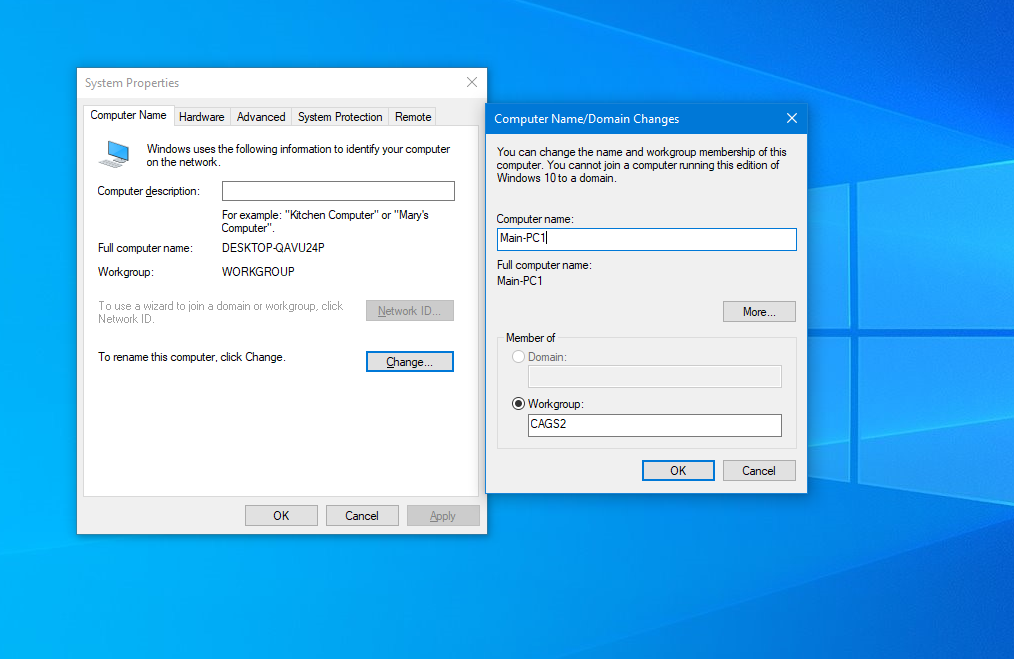 System Properties
Computer Name
Hardware
Advanced
System Protection
Remote
Windows uses the following information to identify your computer
on the network.
Computer description:
For example: "Kitchen Computer" or "Mary's
Computer".
Full computer name:
DESKTOP-QAVU24P
Workgroup:
WORKGROUP
To use a wizard to join a domain or workgroup, click
Network ID.
Network ID...
To rename this computer, click Change.
Change...
OK
Cancel
Apply
Computer Name/Domain Changes
You can change the name and workgroup membership of this
computer. You cannot join a computer running this edition of
Windows 10 to a domain.
Computer name:
Main-PC1
Full computer name:
Main-PC1
More...
Member of
Domain:
Workgroup:
CAGS2
OK
Cancel